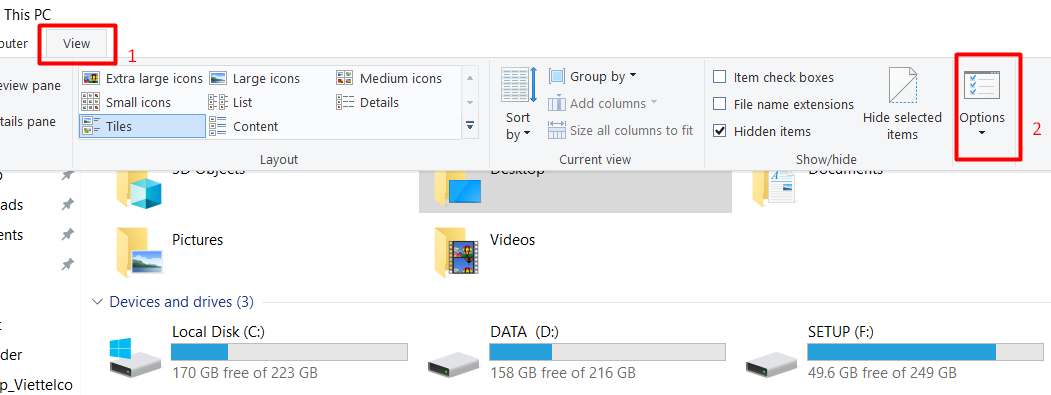 This PC
outer
View
1
eview pane
tails pane
Extra large icons
Large icons
Medium icons
Small icons
List
Details
Tiles
Content
Layout
Sort
by
Group by
Add columns
Size all columns to fit
Current view
Item check boxes
File name extensions
Hidden items
Hide selected
items
Show/hide
Options
2
3D Objects
Desktop
Documents
ads
ents
Pictures
Videos
Devices and drives (3)
Local Disk (C:)
170 GB free of 223 GB
DATA (D:)
158 GB free of 216 GB
SETUP (F:)
49.6 GB free of 249 GB
der
p_Viettelco